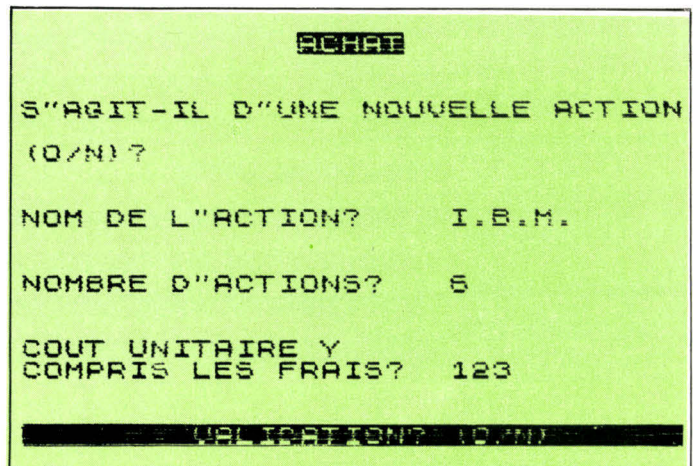 ACHAT
S"AGIT-IL D"UNE NOUVELLE ACTION
(O/N)?
NOM DE L"ACTION? I.B.M.
NOMBRE D"ACTIONS? 6
COUT UNITAIRE Y
COMPRIS LES FRAIS? 123
VALIDATION? (O/N)